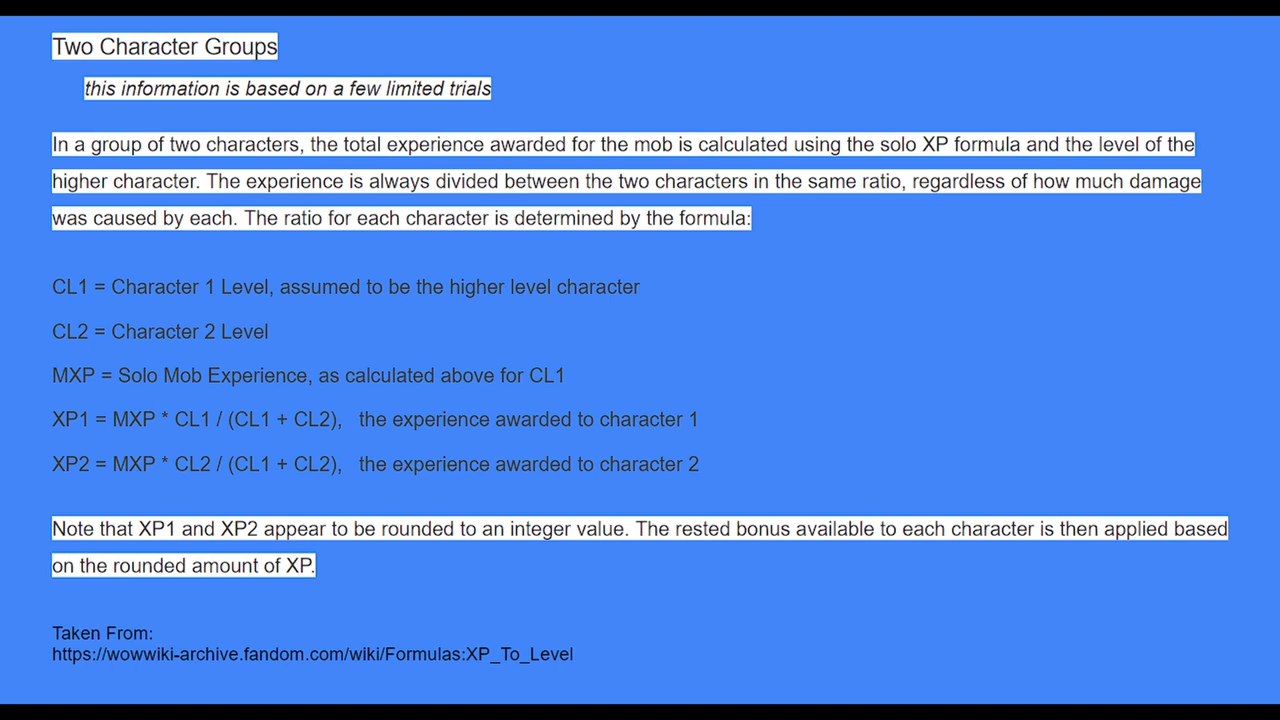 Two Character Groups
this information is based on a few limited trials
In a group of two characters, the total experience awarded for the mob is calculated using the solo XP formula and the level of the
higher character. The experience is always divided between the two characters in the same ratio, regardless of how much damage
was caused by each. The ratio for each character is determined by the formula:
CL1 = Character 1 Level, assumed to be the higher level character
CL2 = Character 2 Level
MXP = Solo Mob Experience, as calculated above for CL1
XP1 = MXP * CL1 / (CL1 + CL2),   the experience awarded to character 1
XP2 = MXP * CL2 / (CL1 + CL2),   the experience awarded to character 2
Note that XP1 and XP2 appear to be rounded to an integer value. The rested bonus available to each character is then applied based
on the rounded amount of XP.
Taken From:
https://wowwiki-archive.fandom.com/wiki/Formulas:XP_To_Level